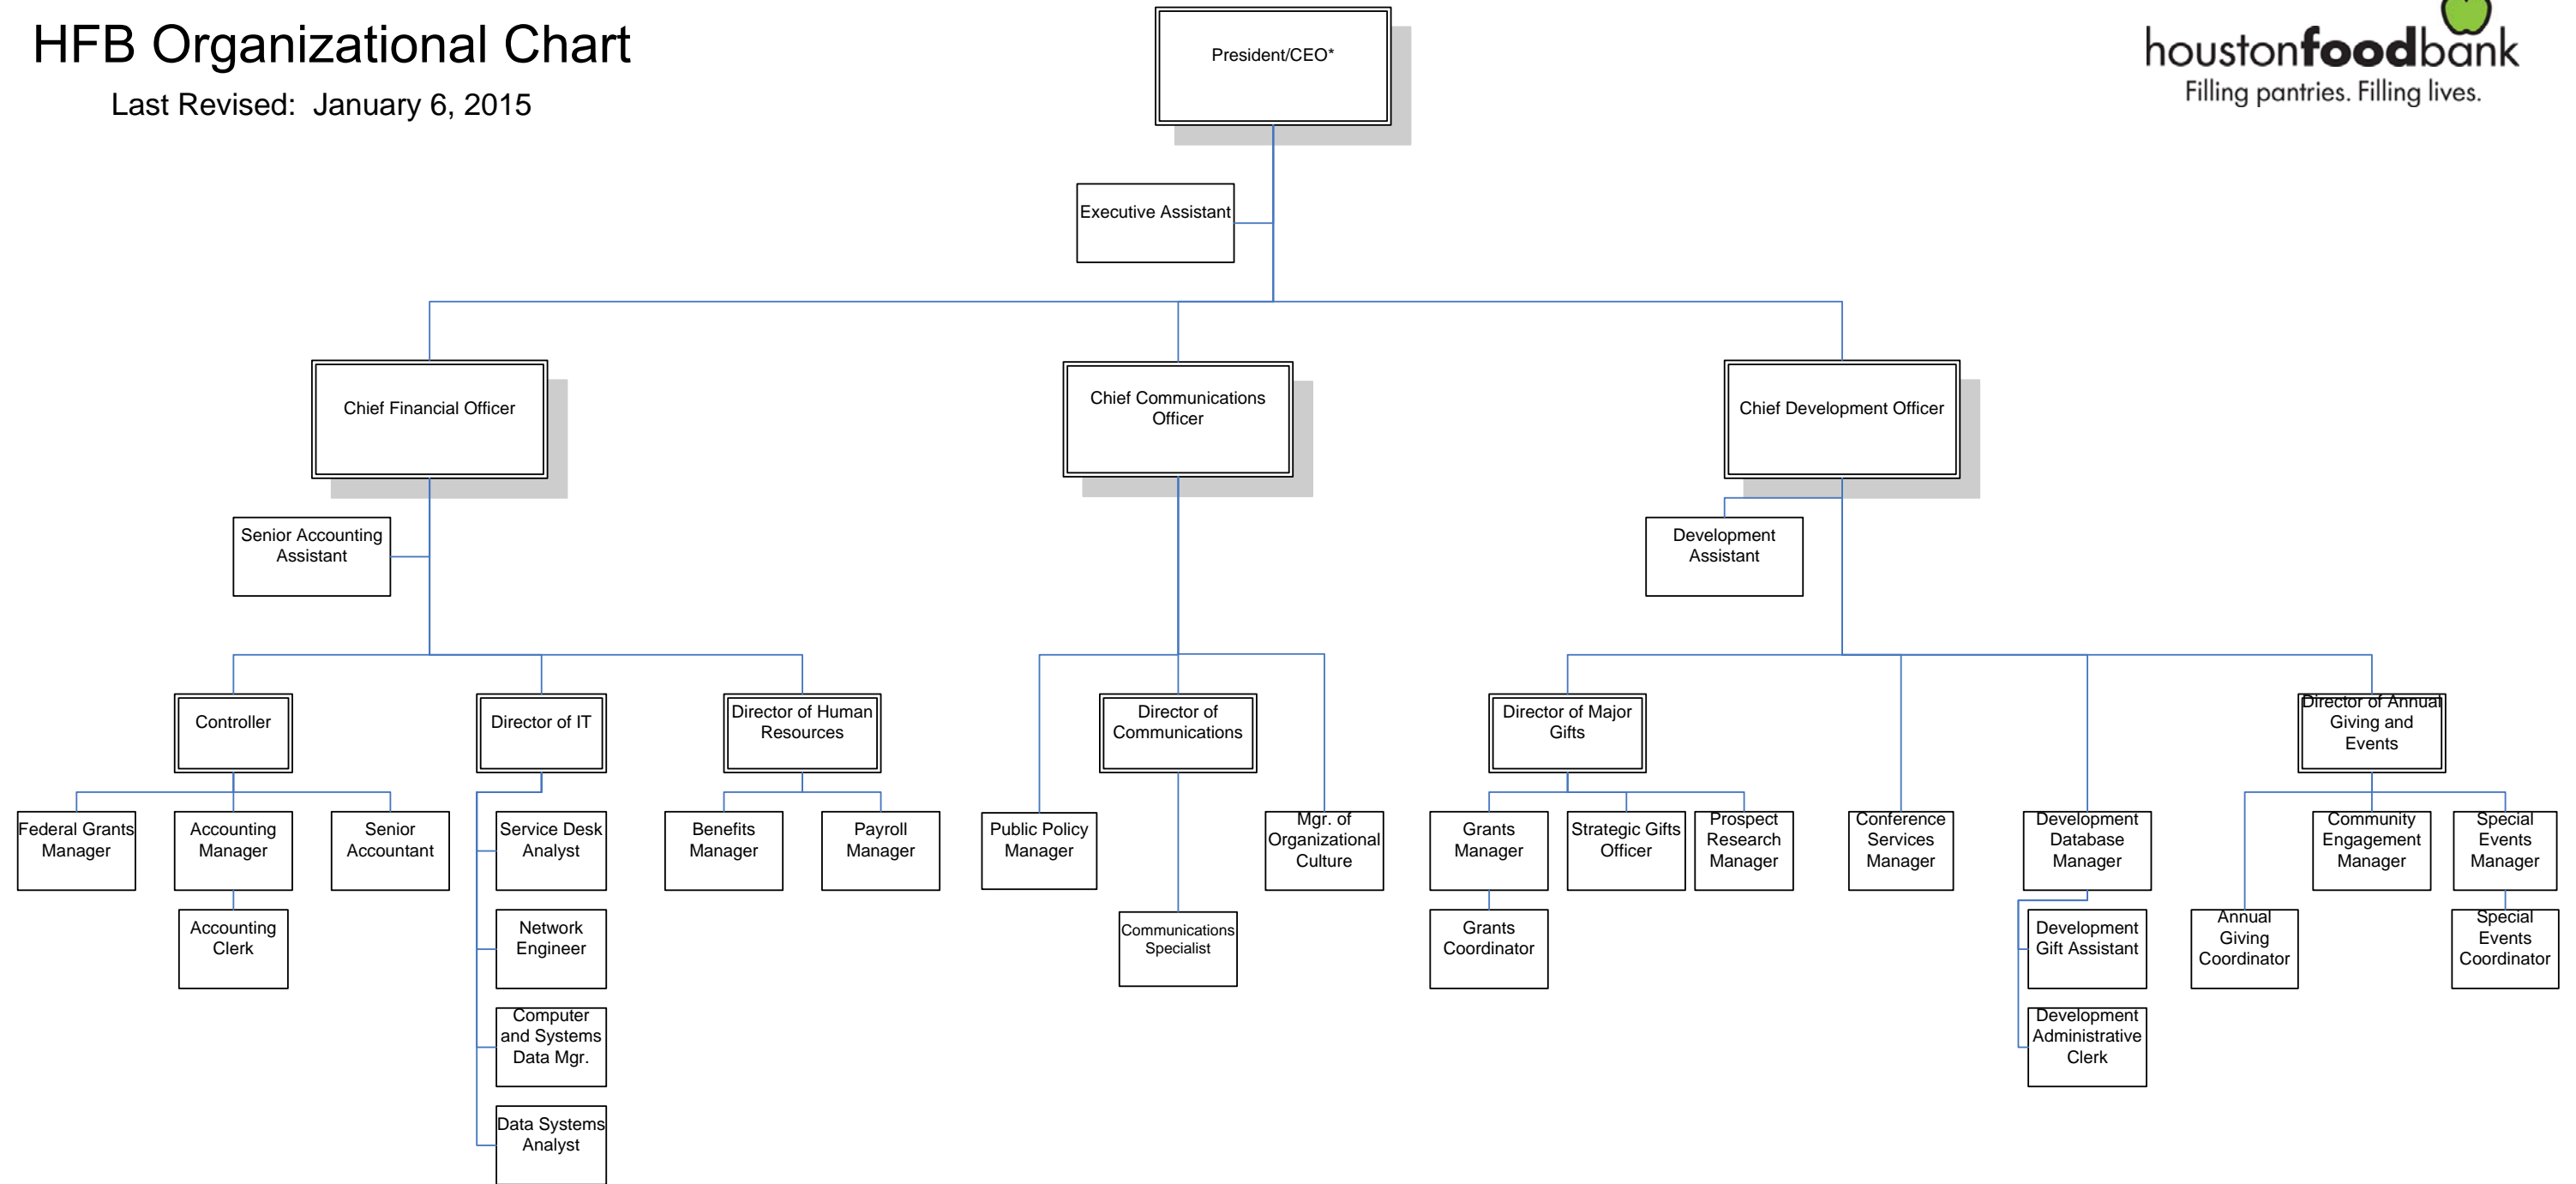 HFB Organizational Chart
Last Revised:  January 6, 2015
President/CEO*
houstonfoodbank
Filling pantries. Filling lives.
Executive Assistant
Chief Financial Officer
Chief Communications
Officer
Chief Development Officer
Senior Accounting
Assistant
Development
Assistant
Controller
Director of IT
Director of Human
Resources
Director of
Communications
Director of Major
Gifts
Director of Annual
Giving and
Events
Federal Grants
Manager
Accounting
Manager
Senior
Accountant
Service Desk
Analyst
Benefits
Manager
Payroll
Manager
Public Policy
Manager
Mgr. of
Organizational
Culture
Grants
Manager
Strategic Gifts
Officer
Prospect
Research
Manager
Conference
Services
Manager
Development
Database
Manager
Community
Engagement
Manager
Special
Events
Manager
Accounting
Clerk
Network
Engineer
Communications
Specialist
Grants
Coordinator
Development
Gift Assistant
Annual
Giving
Coordinator
Special
Events
Coordinator
Computer
and Systems
Data Mgr.
Development
Administrative
Clerk
Data Systems
Analyst